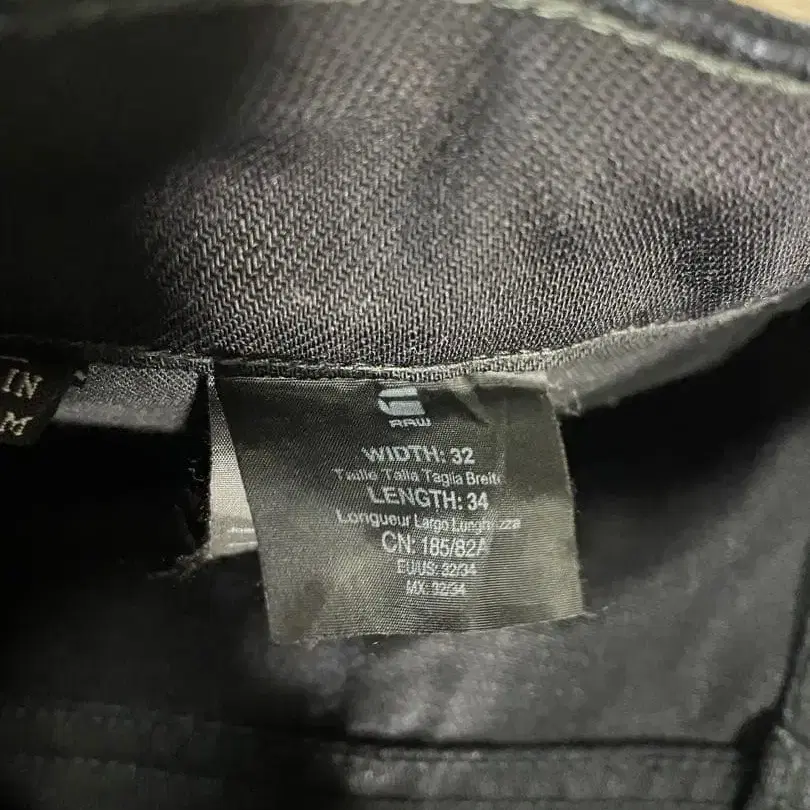 IN
M
RAW
WIDTH: 32
Taille Talla Taglia Breite
LENGTH: 34
Longueur Largo Lunghezza
CN: 185/82A
EU/US: 32/34
MX: 32/34